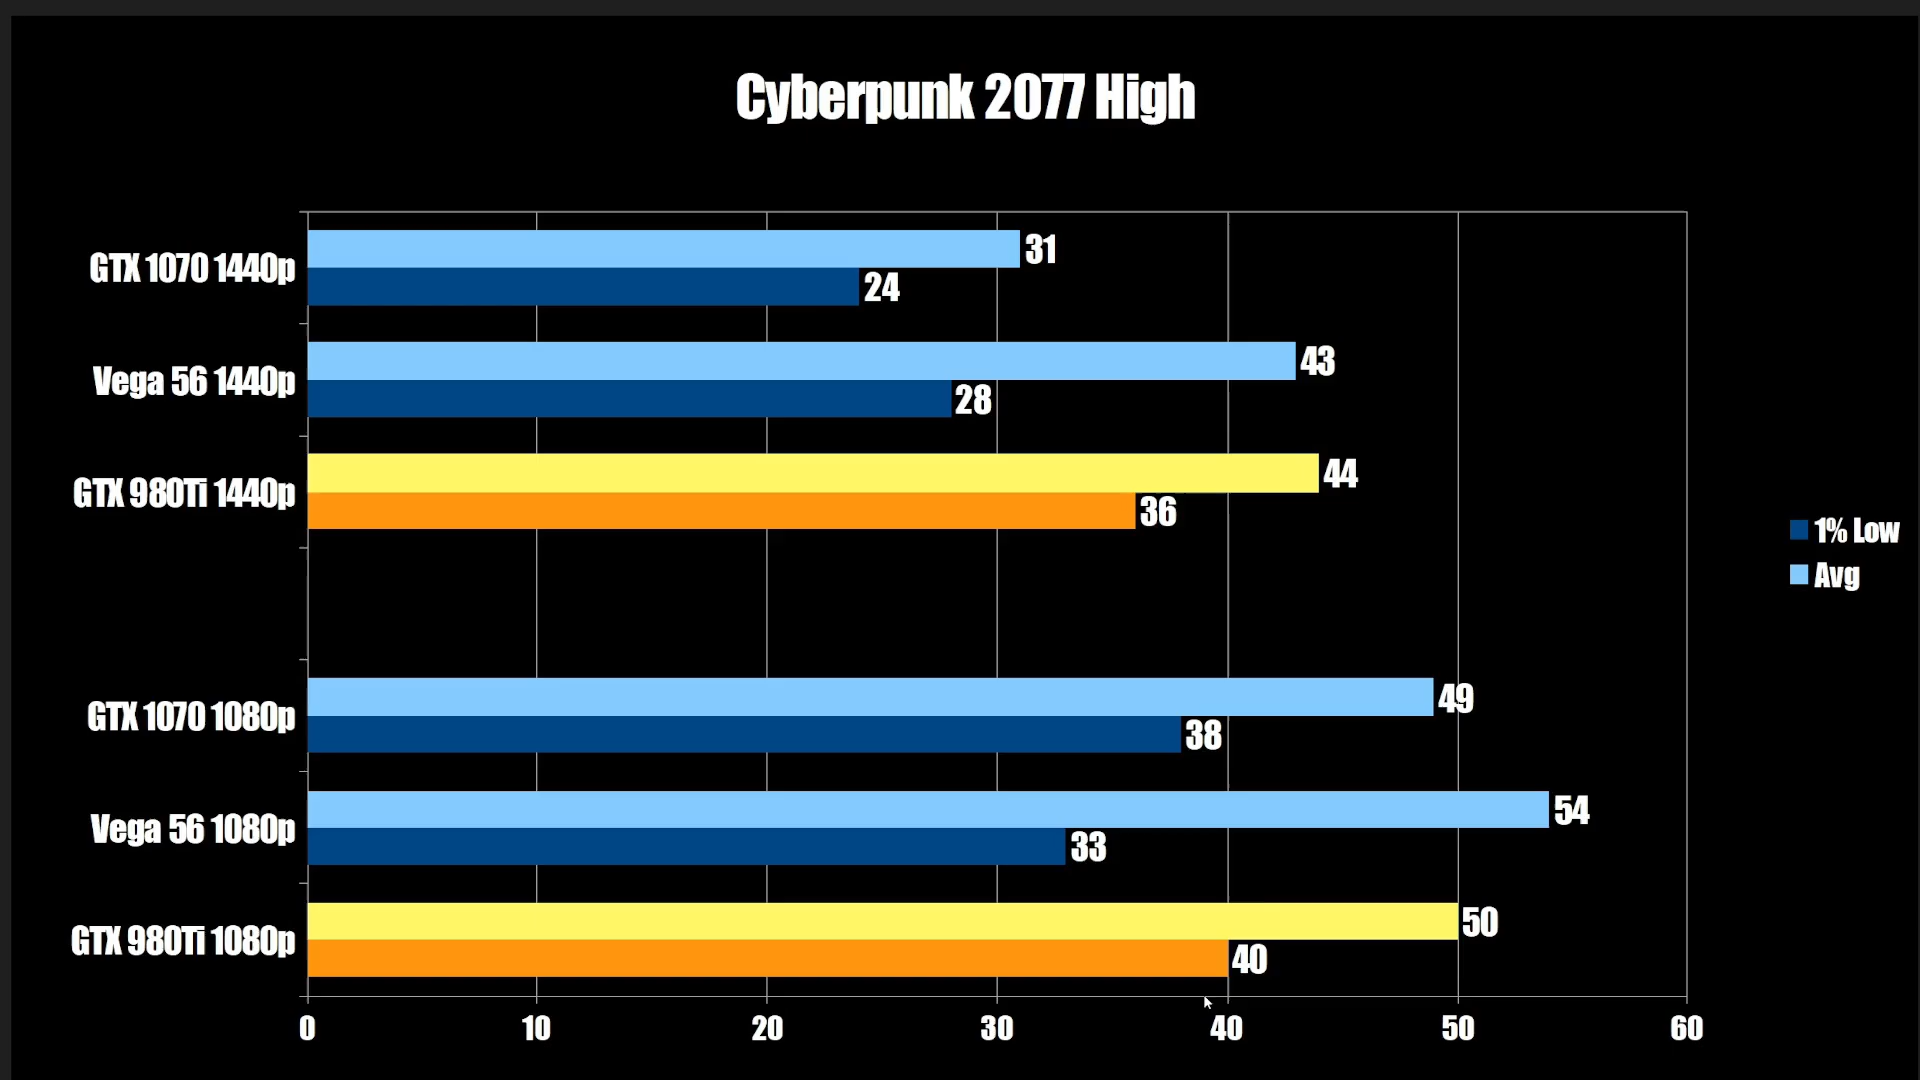 Cyberpunk 2077 High
GTX 1070 1440p
31
24
Vega 56 1440p
43
28
GTX 980Ti 1440p
44
36
GTX 1070 1080p
49
38
Vega 56 1080p
54
33
GTX 980Ti 1080p
50
40
0 10 20 30 40 50 60
1% Low
Avg